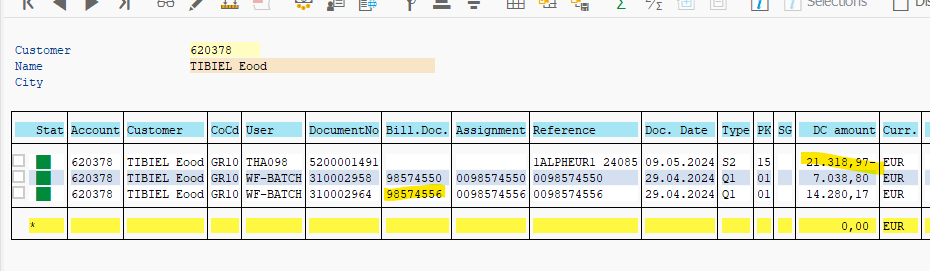 Selections
Customer 620378
Name TIBIEL Eood
City
Stat Account Customer CoCd User DocumentNo Bill.Doc. Assignment Reference Doc. Date Type PK SG DC amount Curr.
620378 TIBIEL Eood GR10 THA098 5200001491 1ALPHEUR1 24085 09.05.2024 S2 15 21.318,97- EUR
620378 TIBIEL Eood GR10 WF-BATCH 310002958 98574550 0098574550 0098574550 29.04.2024 Q1 01 7.038,80 EUR
620378 TIBIEL Eood GR10 WF-BATCH 310002964 98574556 0098574556 0098574556 29.04.2024 Q1 01 14.280,17 EUR
* 0,00 EUR